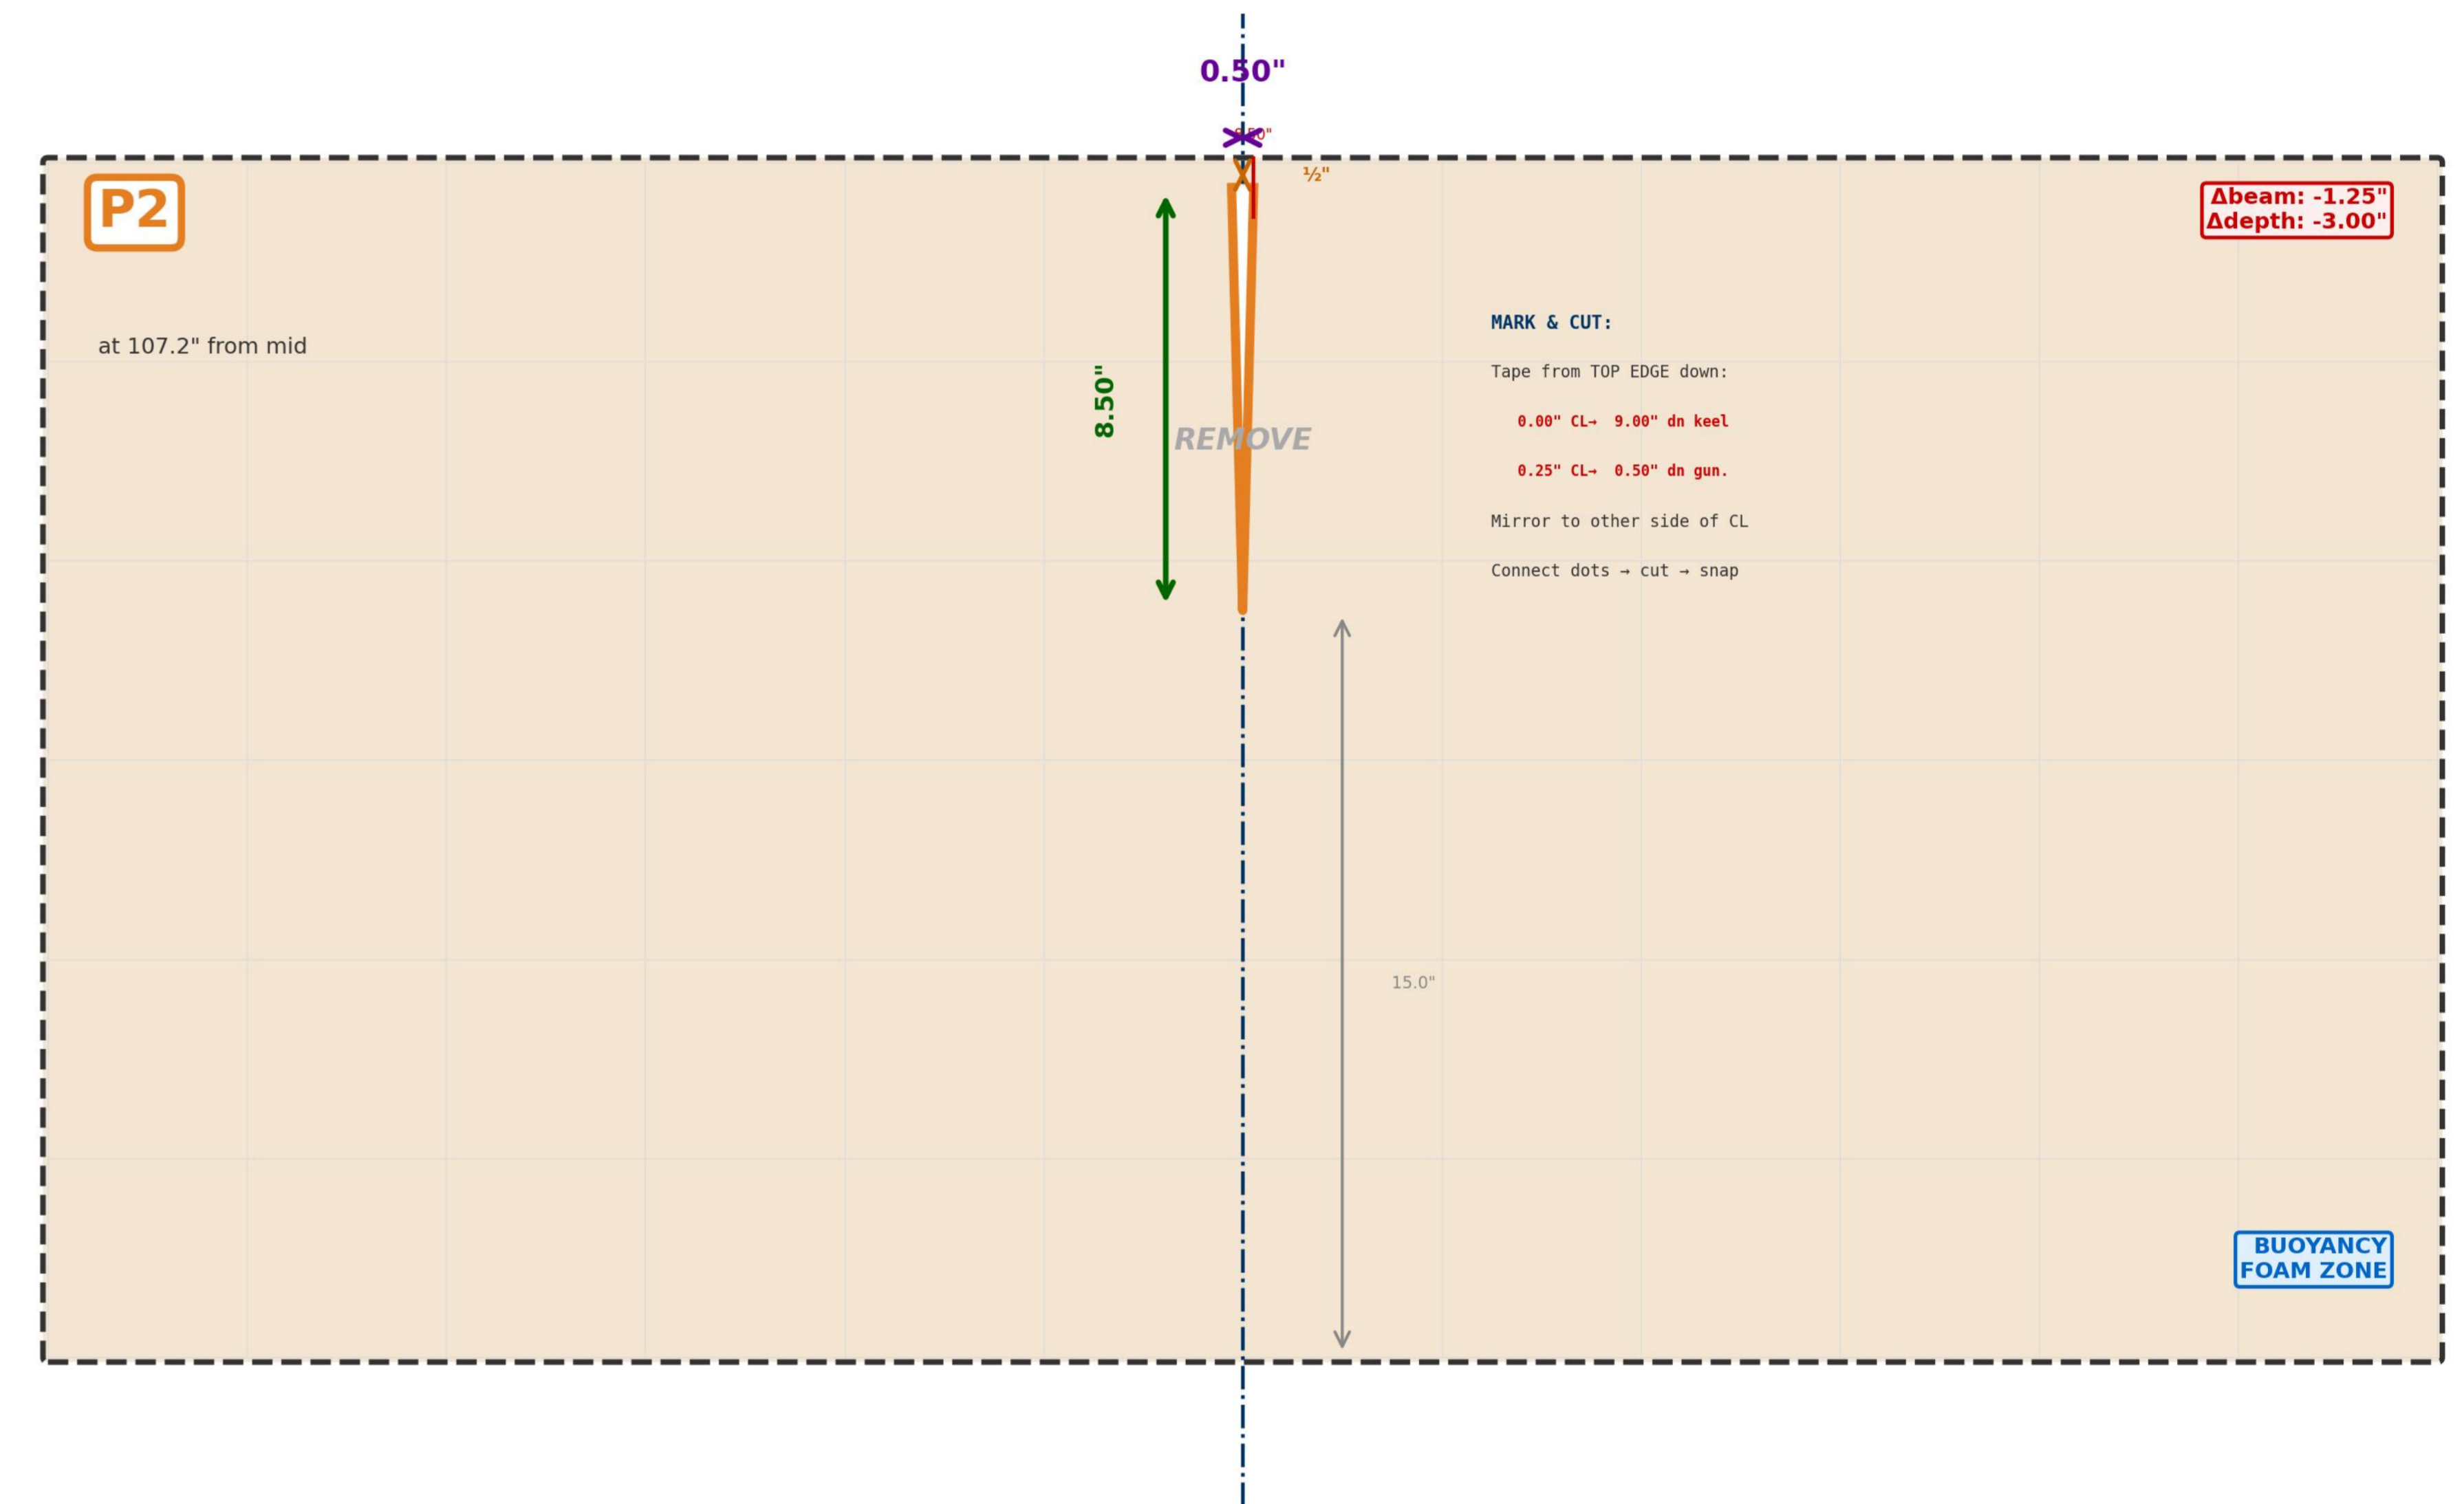 0.50"
½"
P2
Δbeam: -1.25"
Δdepth: -3.00"
MARK & CUT:
at 107.2" from mid
Tape from TOP EDGE down:
8.50"
0.00" CL→  9.00" dn keel
REMOVE
0.25" CL→  0.50" dn gun.
Mirror to other side of CL
Connect dots → cut → snap
15.0"
BUOYANCY
FOAM ZONE